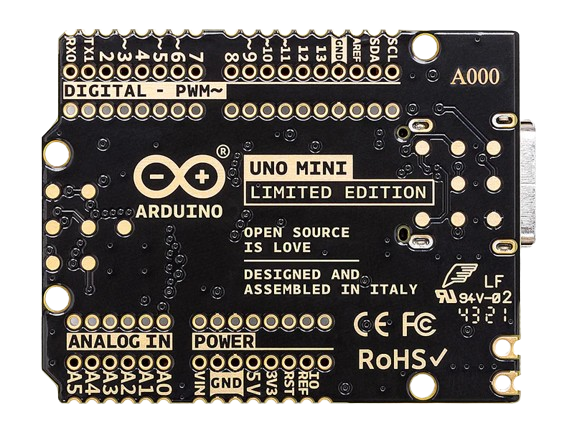 RX0
TX1
2
~3
4
~5
~6
7
8
~9
~10
~11
12
13
GND
AREF
SDA
SCL
A000
DIGITAL - PWM~
ARDUINO
®
UNO MINI
LIMITED EDITION
OPEN SOURCE
IS LOVE
DESIGNED AND
ASSEMBLED IN ITALY
LF
94V-02
4321
CE FC
RoHS✓
ANALOG IN
POWER
A5
A4
A3
A2
A1
A0
VIN
GND
5V
3V3
RST
IO
REF